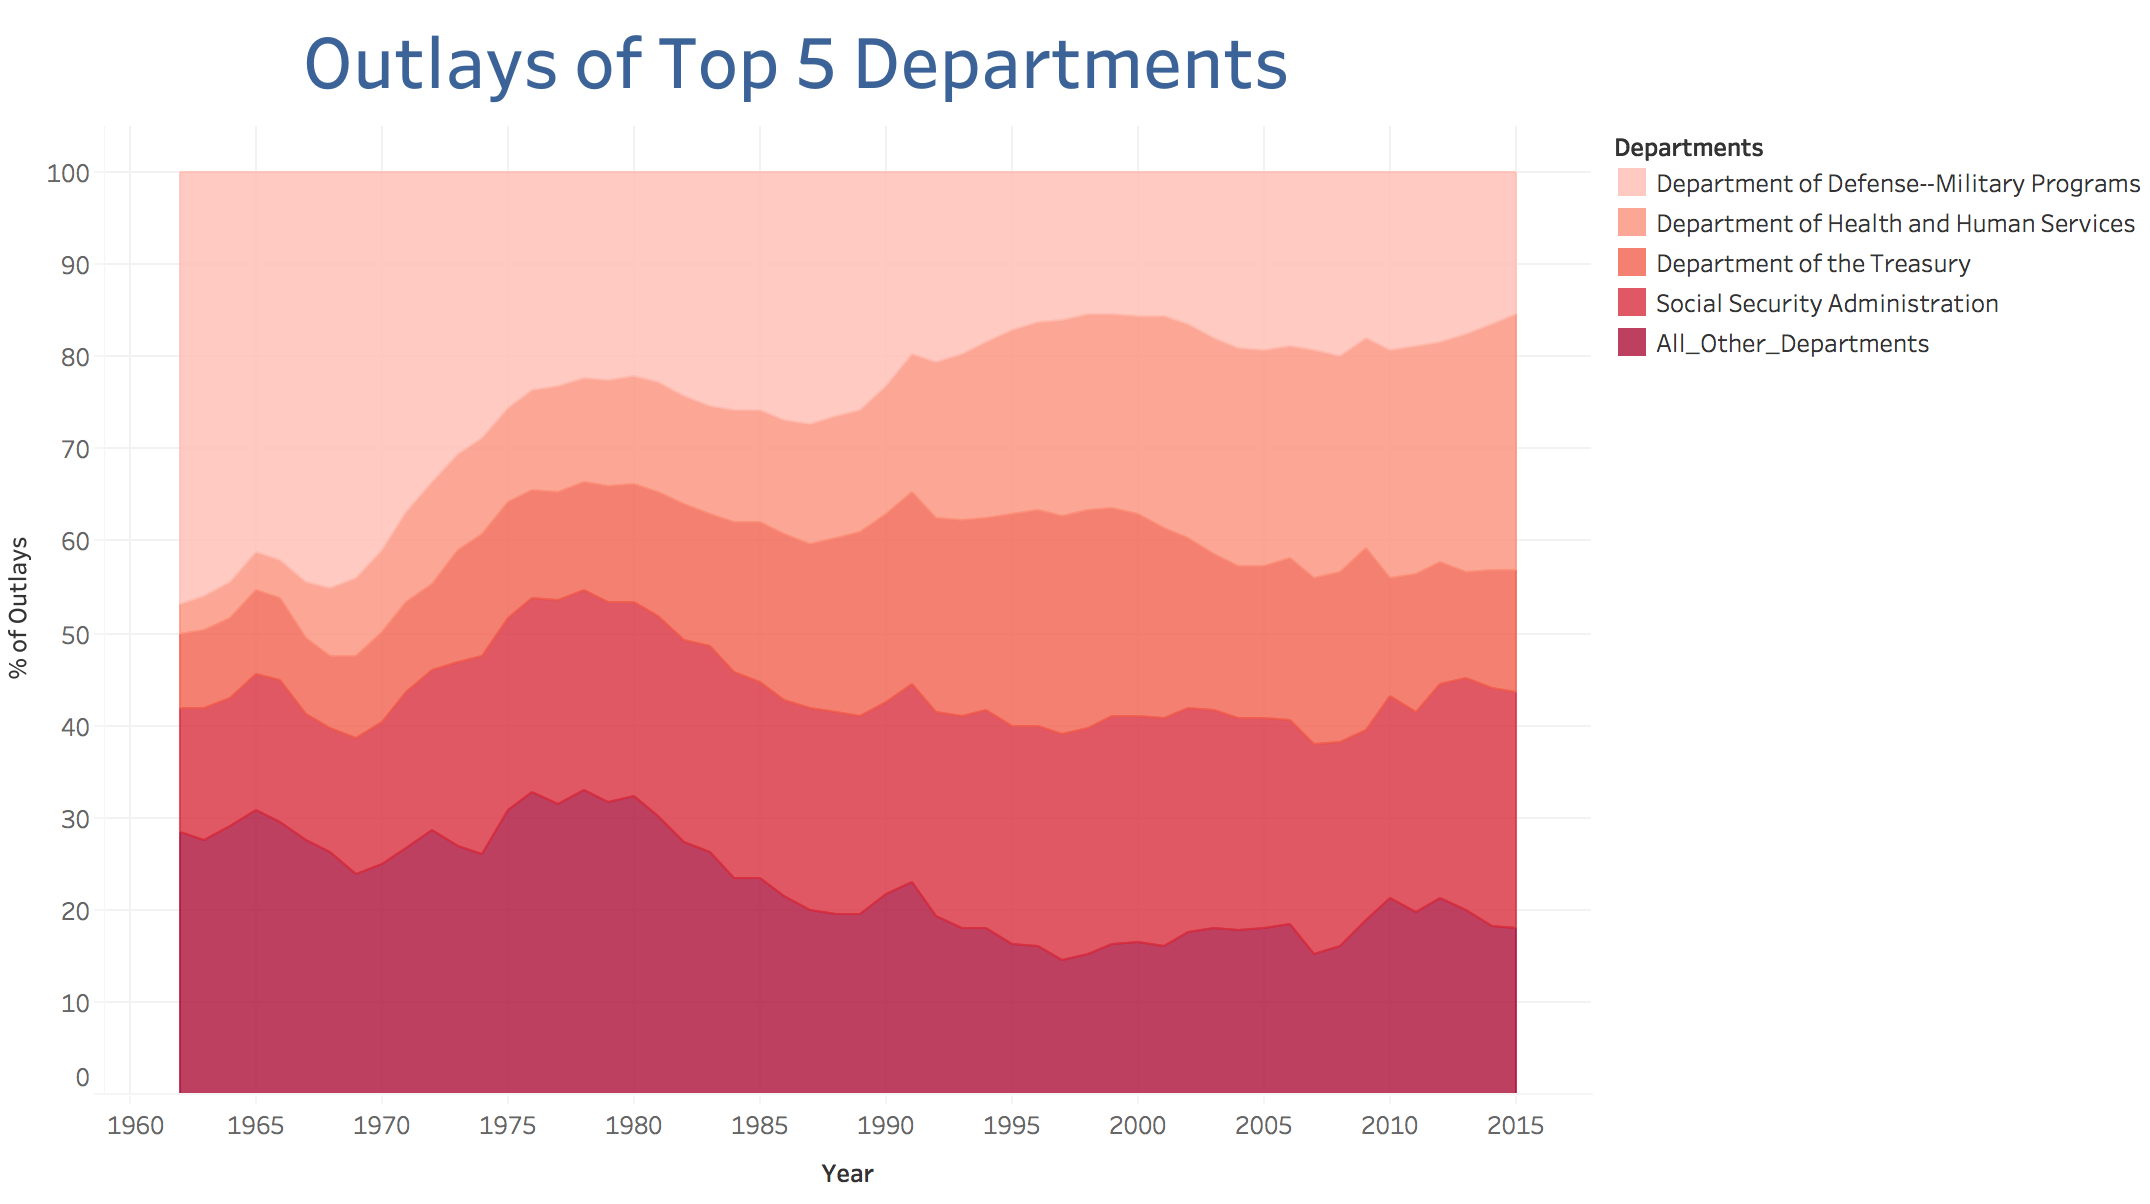 Outlays of Top 5 Departments
Departments
Department of Defense--Military Programs
Department of Health and Human Services
Department of the Treasury
Social Security Administration
All_Other_Departments
% of Outlays
100
90
80
70
60
50
40
30
20
10
0
1960 1965 1970 1975 1980 1985 1990 1995 2000 2005 2010 2015
Year